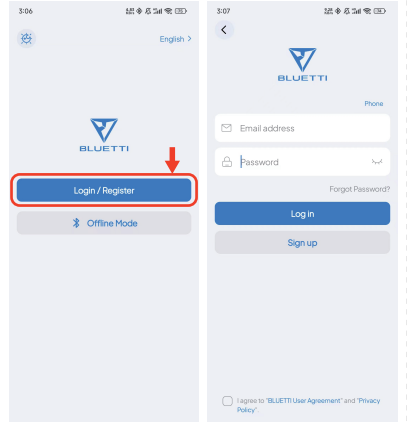 3:06
English >
BLUETTI
Login / Register
Offline Mode
3:07
BLUETTI
Phone
Email address
Password
Forgot Password?
Log in
Sign up
I agree to "BLUETTI User Agreement" and "Privacy
Policy".